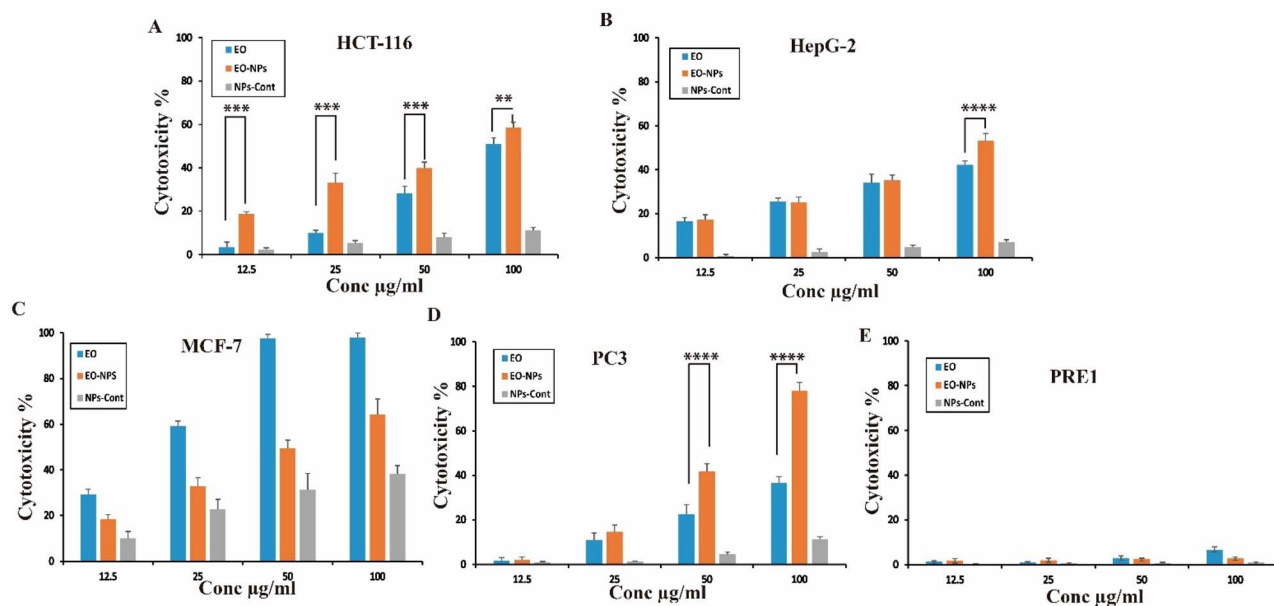 A
HCT-116
EO
EO-NPs
NPs-Cont
Cytotoxicity %
100
80
60
40
20
0
***
***
***
**
12.5 25 50 100
Conc µg/ml
B
HepG-2
EO
EO-NPs
NPs-Cont
Cytotoxicity %
100
80
60
40
20
0
****
12.5 25 50 100
Conc µg/ml
C
MCF-7
EO
EO-NPS
NPs-Cont
Cytotoxicity %
100
80
60
40
20
0
12.5 25 50 100
Conc µg/ml
D
PC3
EO
EO-NPs
NPs-Cont
Cytotoxicity %
100
80
60
40
20
0
****
****
12.5 25 50 100
Conc µg/ml
E
PRE1
EO
EO-NPs
NPs-Cont
Cytotoxicity %
100
80
60
40
20
0
12.5 25 50 100
Conc µg/ml